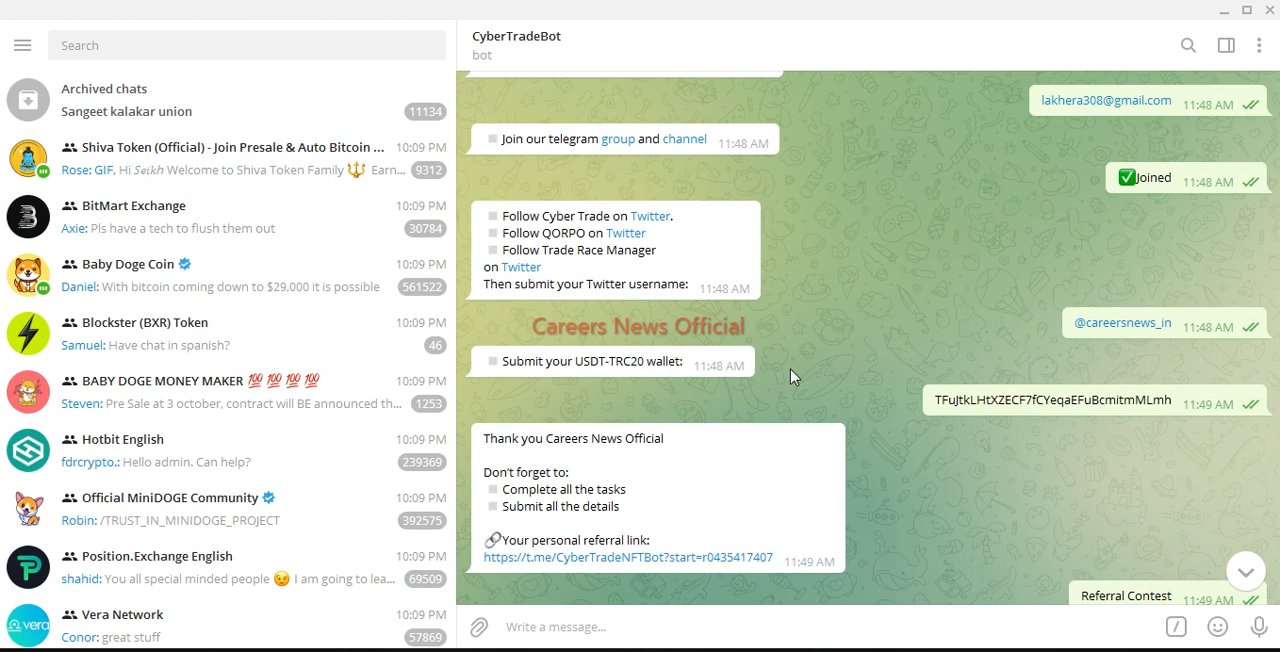 Search
Archived chats
Sangeet kalakar union
11134
Shiva Token (Official) - Join Presale & Auto Bitcoin ...
10:09 PM
Rose: GIF, Hi Seikh Welcome to Shiva Token Family 🔱 Earn...
9312
BitMart Exchange
10:09 PM
Axie: Pls have a tech to flush them out
30784
Baby Doge Coin
10:09 PM
Daniel: With bitcoin coming down to $29,000 it is possible
561522
Blockster (BXR) Token
10:09 PM
Samuel: Have chat in spanish?
46
BABY DOGE MONEY MAKER 💯 💯 💯 💯
10:09 PM
Steven: Pre Sale at 3 october, contract will BE announced th...
1253
Hotbit English
10:09 PM
fdrcrypto.: Hello admin. Can help?
239369
Official MiniDOGE Community
10:09 PM
Robin: /TRUST_IN_MINIDOGE_PROJECT
392575
Position.Exchange English
10:09 PM
shahid: You all special minded people 😉 I am going to lea...
69509
vera
Vera Network
10:09 PM
Conor: great stuff
57869
CyberTradeBot
bot
lakhera308@gmail.com 11:48 AM
Join our telegram group and channel 11:48 AM
✅Joined 11:48 AM
Follow Cyber Trade on Twitter.
Follow QORPO on Twitter
Follow Trade Race Manager
on Twitter
Then submit your Twitter username: 11:48 AM
@careersnews_in 11:48 AM
Careers News Official
Submit your USDT-TRC20 wallet: 11:48 AM
TFuJtkLHtXZECF7fCYeqaEFuBcmitmMLmh 11:49 AM
Thank you Careers News Official
Don't forget to:
Complete all the tasks
Submit all the details
🔗Your personal referral link:
https://t.me/CyberTradeNFTBot?start=r0435417407 11:49 AM
Referral Contest 11:49 AM
Write a message...